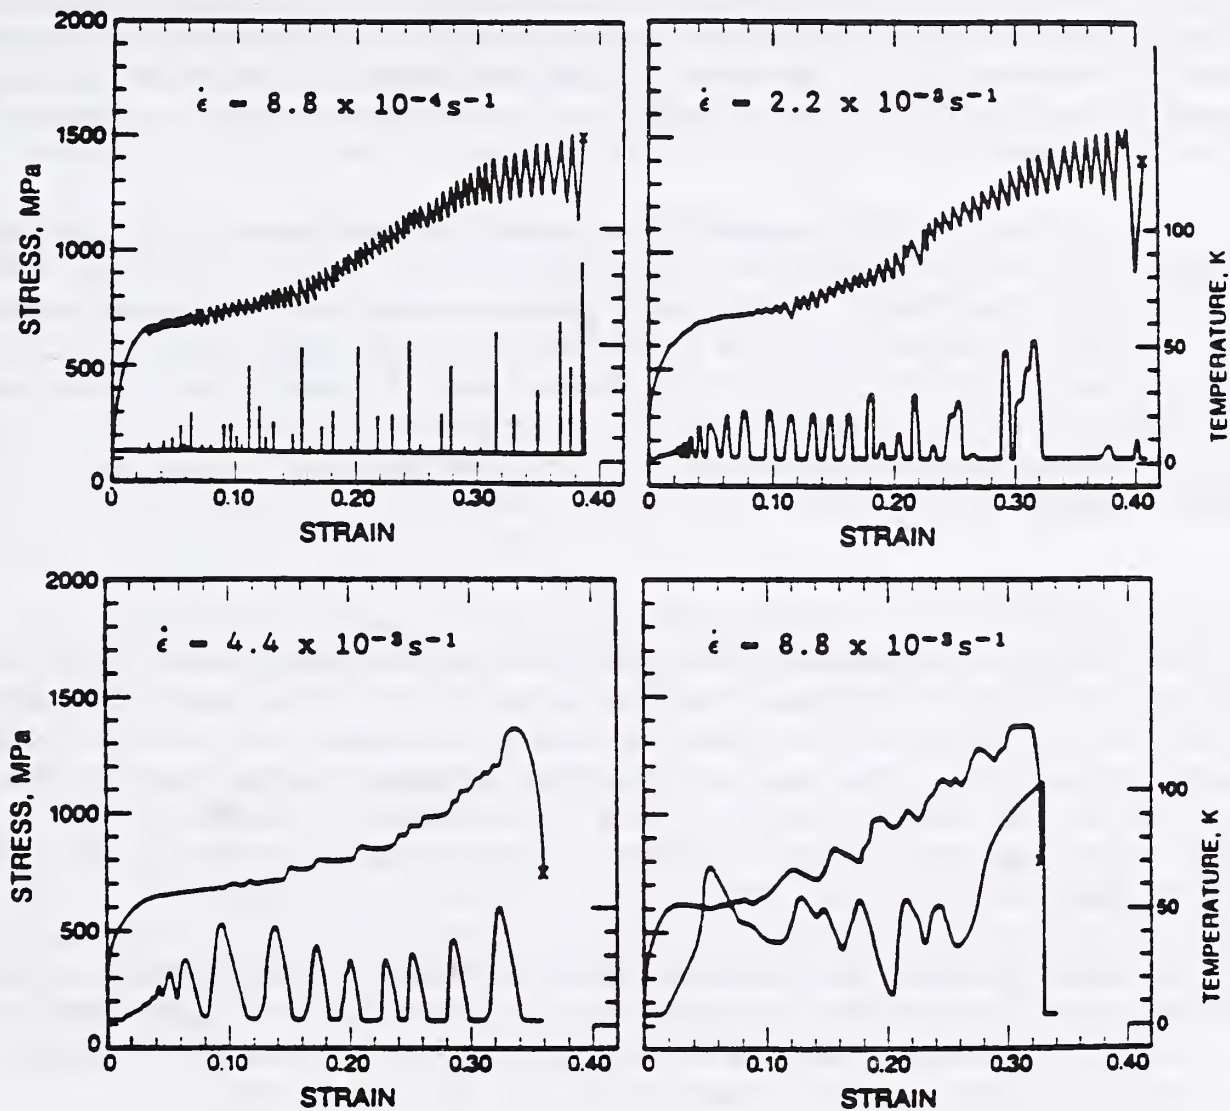 2000
1500
1000
500
0
STRESS, MPa
ε̇ = 8.8 x 10⁻⁴s⁻¹
0 0.10 0.20 0.30 0.40
STRAIN
ε̇ = 2.2 x 10⁻³s⁻¹
100
50
0
TEMPERATURE, K
0 0.10 0.20 0.30 0.40
STRAIN
2000
1500
1000
500
0
STRESS, MPa
ε̇ = 4.4 x 10⁻³s⁻¹
0 0.10 0.20 0.30 0.40
STRAIN
ε̇ = 8.8 x 10⁻³s⁻¹
100
50
0
TEMPERATURE, K
0 0.10 0.20 0.30 0.40
STRAIN